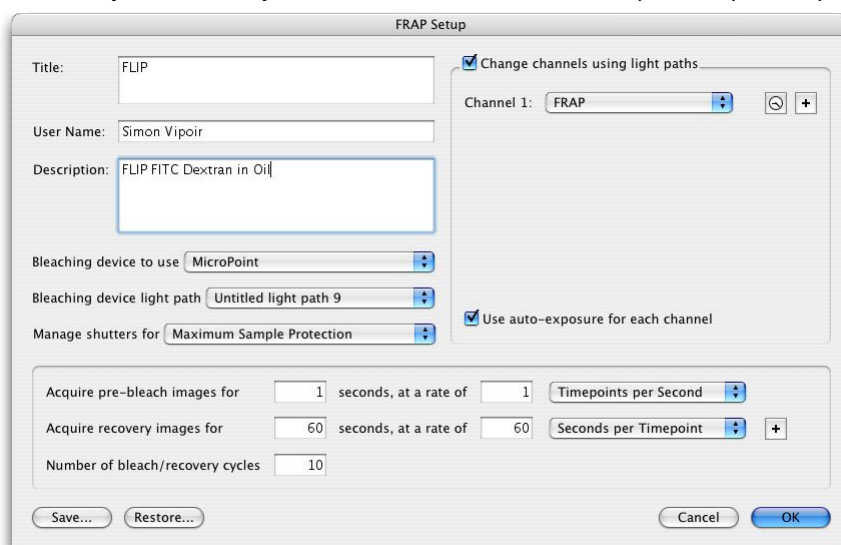 FRAP Setup
Title:
FLIP
User Name:
Simon Vipoir
Description:
FLIP FITC Dextran in Oil
Bleaching device to use MicroPoint
Bleaching device light path Untitled light path 9
Manage shutters for Maximum Sample Protection
Change channels using light paths
Channel 1: FRAP
+
Use auto-exposure for each channel
Acquire pre-bleach images for 1 seconds, at a rate of 1 Timepoints per Second
Acquire recovery images for 60 seconds, at a rate of 60 Seconds per Timepoint +
Number of bleach/recovery cycles 10
Save... Restore... Cancel OK